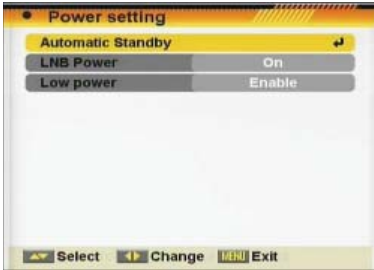 Power setting
Automatic Standby
LNB Power On
Low power Enable
Select Change MENU Exit